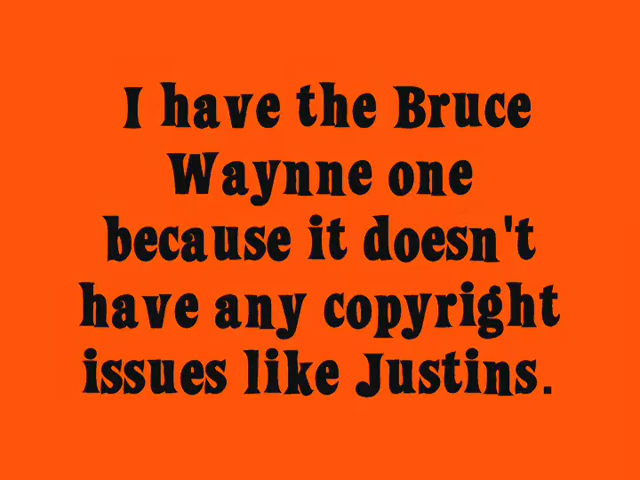 I have the Bruce
Waynne one
because it doesn't
have any copyright
issues like Justins.